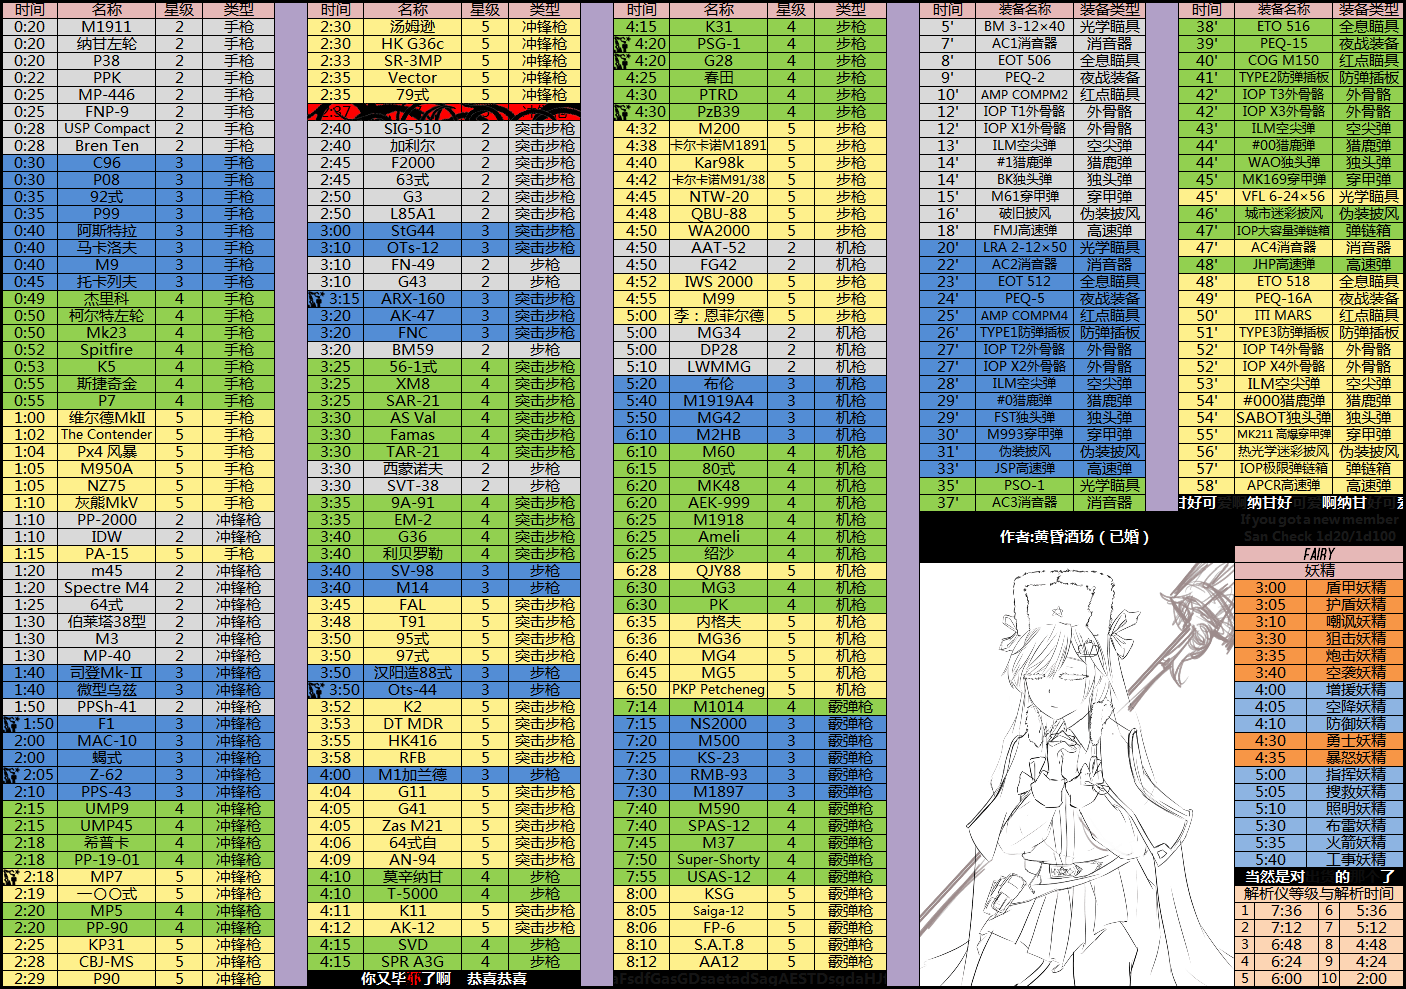 时间 名称 星级 类型
0:20 M1911 2 手枪
0:20 纳甘左轮 2 手枪
0:20 P38 2 手枪
0:22 PPK 2 手枪
0:25 MP-446 2 手枪
0:25 FNP-9 2 手枪
0:28 USP Compact 2 手枪
0:28 Bren Ten 2 手枪
0:30 C96 3 手枪
0:30 P08 3 手枪
0:35 92式 3 手枪
0:35 P99 3 手枪
0:40 阿斯特拉 3 手枪
0:40 马卡洛夫 3 手枪
0:40 M9 3 手枪
0:45 托卡列夫 3 手枪
0:49 杰里科 4 手枪
0:50 柯尔特左轮 4 手枪
0:50 Mk23 4 手枪
0:52 Spitfire 4 手枪
0:53 K5 4 手枪
0:55 斯捷奇金 4 手枪
0:55 P7 4 手枪
1:00 维尔德MkⅡ 5 手枪
1:02 The Contender 5 手枪
1:04 Px4 风暴 5 手枪
1:05 M950A 5 手枪
1:05 NZ75 5 手枪
1:10 灰熊MkV 5 手枪
1:10 PP-2000 2 冲锋枪
1:10 IDW 2 冲锋枪
1:15 PA-15 5 手枪
1:20 m45 2 冲锋枪
1:20 Spectre M4 2 冲锋枪
1:25 64式 2 冲锋枪
1:30 伯莱塔38型 2 冲锋枪
1:30 M3 2 冲锋枪
1:30 MP-40 2 冲锋枪
1:40 司登Mk-Ⅱ 3 冲锋枪
1:40 微型乌兹 3 冲锋枪
1:50 PPSh-41 2 冲锋枪
1:50 F1 3 冲锋枪
2:00 MAC-10 3 冲锋枪
2:00 蝎式 3 冲锋枪
2:05 Z-62 3 冲锋枪
2:10 PPS-43 3 冲锋枪
2:15 UMP9 4 冲锋枪
2:15 UMP45 4 冲锋枪
2:18 希普卡 4 冲锋枪
2:18 PP-19-01 4 冲锋枪
2:18 MP7 5 冲锋枪
2:19 一〇〇式 5 冲锋枪
2:20 MP5 4 冲锋枪
2:20 PP-90 4 冲锋枪
2:25 KP31 5 冲锋枪
2:28 CBJ-MS 5 冲锋枪
2:29 P90 5 冲锋枪
时间 名称 星级 类型
2:30 汤姆逊 5 冲锋枪
2:30 HK G36c 5 冲锋枪
2:33 SR-3MP 5 冲锋枪
2:35 Vector 5 冲锋枪
2:35 79式 5 冲锋枪
2:37
2:40 SIG-510 2 突击步枪
2:40 加利尔 2 突击步枪
2:45 F2000 2 突击步枪
2:45 63式 2 突击步枪
2:50 G3 2 突击步枪
2:50 L85A1 2 突击步枪
3:00 StG44 3 突击步枪
3:10 OTs-12 3 突击步枪
3:10 FN-49 2 步枪
3:10 G43 2 步枪
3:15 ARX-160 3 突击步枪
3:20 AK-47 3 突击步枪
3:20 FNC 3 突击步枪
3:20 BM59 2 步枪
3:25 56-1式 4 突击步枪
3:25 XM8 4 突击步枪
3:25 SAR-21 4 突击步枪
3:30 AS Val 4 突击步枪
3:30 Famas 4 突击步枪
3:30 TAR-21 4 突击步枪
3:30 西蒙诺夫 2 步枪
3:30 SVT-38 2 步枪
3:35 9A-91 4 突击步枪
3:35 EM-2 4 突击步枪
3:40 G36 4 突击步枪
3:40 利贝罗勒 4 突击步枪
3:40 SV-98 3 步枪
3:40 M14 3 步枪
3:45 FAL 5 突击步枪
3:48 T91 5 突击步枪
3:50 95式 5 突击步枪
3:50 97式 5 突击步枪
3:50 汉阳造88式 3 步枪
3:50 Ots-44 3 步枪
3:52 K2 5 突击步枪
3:53 DT MDR 5 突击步枪
3:55 HK416 5 突击步枪
3:58 RFB 5 突击步枪
4:00 M1加兰德 3 步枪
4:04 G11 5 突击步枪
4:05 G41 5 突击步枪
4:05 Zas M21 5 突击步枪
4:06 64式自 5 突击步枪
4:09 AN-94 5 突击步枪
4:10 莫辛纳甘 4 步枪
4:10 T-5000 4 步枪
4:11 K11 5 突击步枪
4:12 AK-12 5 突击步枪
4:15 SVD 4 步枪
4:15 SPR A3G 4 步枪
你又毕邪了啊 恭喜恭喜
时间 名称 星级 类型
4:15 K31 4 步枪
4:20 PSG-1 4 步枪
4:20 G28 4 步枪
4:25 春田 4 步枪
4:30 PTRD 4 步枪
4:30 PzB39 4 步枪
4:32 M200 5 步枪
4:38 卡尔卡诺M1891 5 步枪
4:40 Kar98k 5 步枪
4:42 卡尔卡诺M91/38 5 步枪
4:45 NTW-20 5 步枪
4:48 QBU-88 5 步枪
4:50 WA2000 5 步枪
4:50 AAT-52 2 机枪
4:50 FG42 2 机枪
4:52 IWS 2000 5 步枪
4:55 M99 5 步枪
5:00 李：恩菲尔德 5 步枪
5:00 MG34 2 机枪
5:00 DP28 2 机枪
5:10 LWMMG 2 机枪
5:20 布伦 3 机枪
5:40 M1919A4 3 机枪
5:50 MG42 3 机枪
6:10 M2HB 3 机枪
6:10 M60 4 机枪
6:15 80式 4 机枪
6:20 MK48 4 机枪
6:20 AEK-999 4 机枪
6:25 M1918 4 机枪
6:25 Ameli 4 机枪
6:25 绍沙 4 机枪
6:28 QJY88 5 机枪
6:30 MG3 4 机枪
6:30 PK 4 机枪
6:35 内格夫 5 机枪
6:36 MG36 5 机枪
6:40 MG4 5 机枪
6:45 MG5 5 机枪
6:50 PKP Petcheneg 5 机枪
7:14 M1014 4 霰弹枪
7:15 NS2000 3 霰弹枪
7:20 M500 3 霰弹枪
7:25 KS-23 3 霰弹枪
7:30 RMB-93 3 霰弹枪
7:30 M1897 3 霰弹枪
7:40 M590 4 霰弹枪
7:40 SPAS-12 4 霰弹枪
7:45 M37 4 霰弹枪
7:50 Super-Shorty 4 霰弹枪
7:55 USAS-12 4 霰弹枪
8:00 KSG 5 霰弹枪
8:05 Saiga-12 5 霰弹枪
8:06 FP-6 5 霰弹枪
8:10 S.A.T.8 5 霰弹枪
8:12 AA12 5 霰弹枪
时间 装备名称 装备类型
5' BM 3-12×40 光学瞄具
7' AC1消音器 消音器
8' EOT 506 全息瞄具
9' PEQ-2 夜战装备
10' AMP COMPM2 红点瞄具
12' IOP T1外骨骼 外骨骼
12' IOP X1外骨骼 外骨骼
13' ILM空尖弹 空尖弹
14' #1猎鹿弹 猎鹿弹
14' BK独头弹 独头弹
15' M61穿甲弹 穿甲弹
16' 破旧披风 伪装披风
18' FMJ高速弹 高速弹
20' LRA 2-12×50 光学瞄具
22' AC2消音器 消音器
23' EOT 512 全息瞄具
24' PEQ-5 夜战装备
25' AMP COMPM4 红点瞄具
26' TYPE1防弹插板 防弹插板
27' IOP T2外骨骼 外骨骼
27' IOP X2外骨骼 外骨骼
28' ILM空尖弹 空尖弹
29' #0猎鹿弹 猎鹿弹
29' FST独头弹 独头弹
30' M993穿甲弹 穿甲弹
31' 伪装披风 伪装披风
33' JSP高速弹 高速弹
35' PSO-1 光学瞄具
37' AC3消音器 消音器
作者:黄昏酒场（已婚）
时间 装备名称 装备类型
38' ETO 516 全息瞄具
39' PEQ-15 夜战装备
40' COG M150 红点瞄具
41' TYPE2防弹插板 防弹插板
42' IOP T3外骨骼 外骨骼
42' IOP X3外骨骼 外骨骼
43' ILM空尖弹 空尖弹
44' #00猎鹿弹 猎鹿弹
44' WAO独头弹 独头弹
45' MK169穿甲弹 穿甲弹
45' VFL 6-24×56 光学瞄具
46' 城市迷彩披风 伪装披风
47' IOP大容量弹链箱 弹链箱
47' AC4消音器 消音器
48' JHP高速弹 高速弹
48' ETO 518 全息瞄具
49' PEQ-16A 夜战装备
50' ITI MARS 红点瞄具
51' TYPE3防弹插板 防弹插板
52' IOP T4外骨骼 外骨骼
52' IOP X4外骨骼 外骨骼
53' ILM空尖弹 空尖弹
54' #000猎鹿弹 猎鹿弹
54' SABOT独头弹 独头弹
55' MK211 高爆穿甲弹 穿甲弹
56' 热光学迷彩披风 伪装披风
57' IOP极限弹链箱 弹链箱
58' APCR高速弹 高速弹
甘好可爱啊 纳甘好可爱啊纳甘好可爱
If you got a new member
San Check 1d20/1d100
FAIRY
妖精
3:00 盾甲妖精
3:05 护盾妖精
3:10 嘲讽妖精
3:30 狙击妖精
3:35 炮击妖精
3:40 空袭妖精
4:00 增援妖精
4:05 空降妖精
4:10 防御妖精
4:30 勇士妖精
4:35 暴怒妖精
5:00 指挥妖精
5:05 搜救妖精
5:10 照明妖精
5:30 布雷妖精
5:35 火箭妖精
5:40 工事妖精
当然是对 的 了
解析仪等级与解析时间
1 7:36 6 5:36
2 7:12 7 5:12
3 6:48 8 4:48
4 6:24 9 4:24
5 6:00 10 2:00